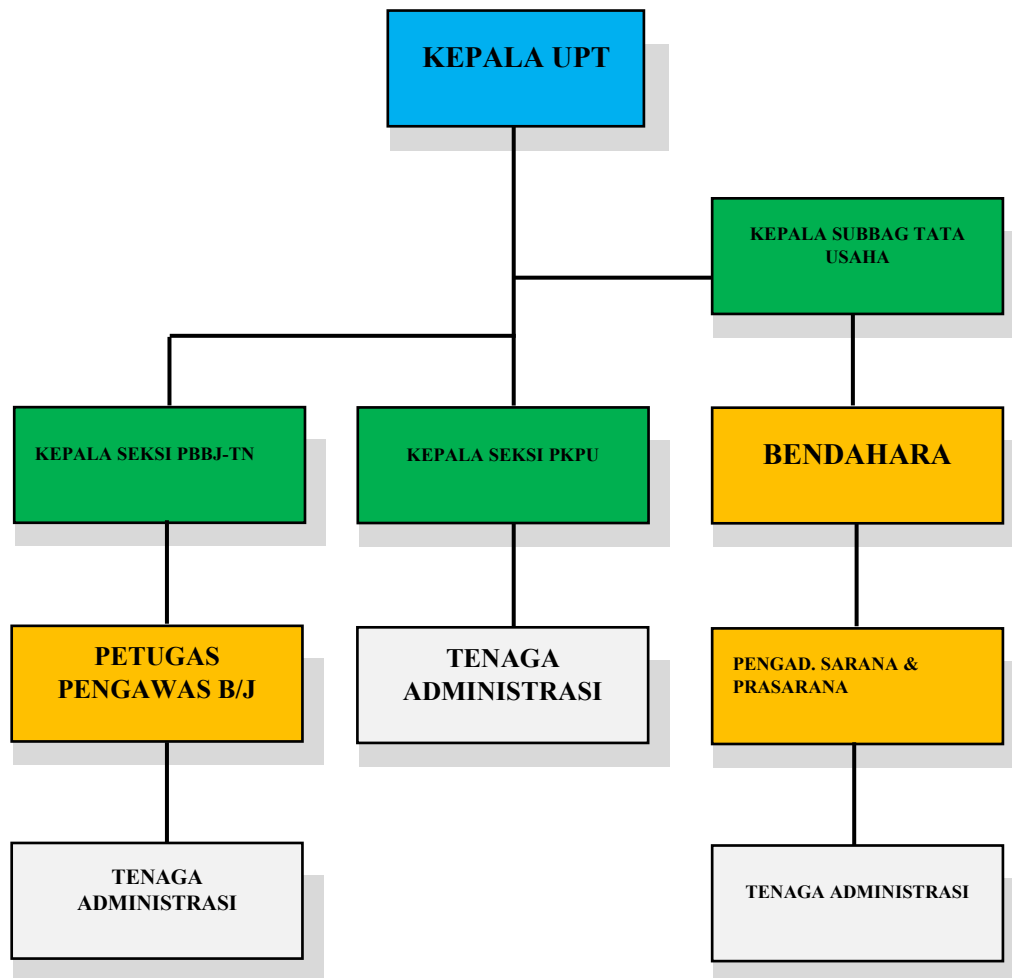 KEPALA UPT
KEPALA SUBBAG TATA
USAHA
KEPALA SEKSI PBBJ-TN
KEPALA SEKSI PKPU
BENDAHARA
PETUGAS
PENGAWAS B/J
TENAGA
ADMINISTRASI
PENGAD. SARANA &
PRASARANA
TENAGA
ADMINISTRASI
TENAGA ADMINISTRASI